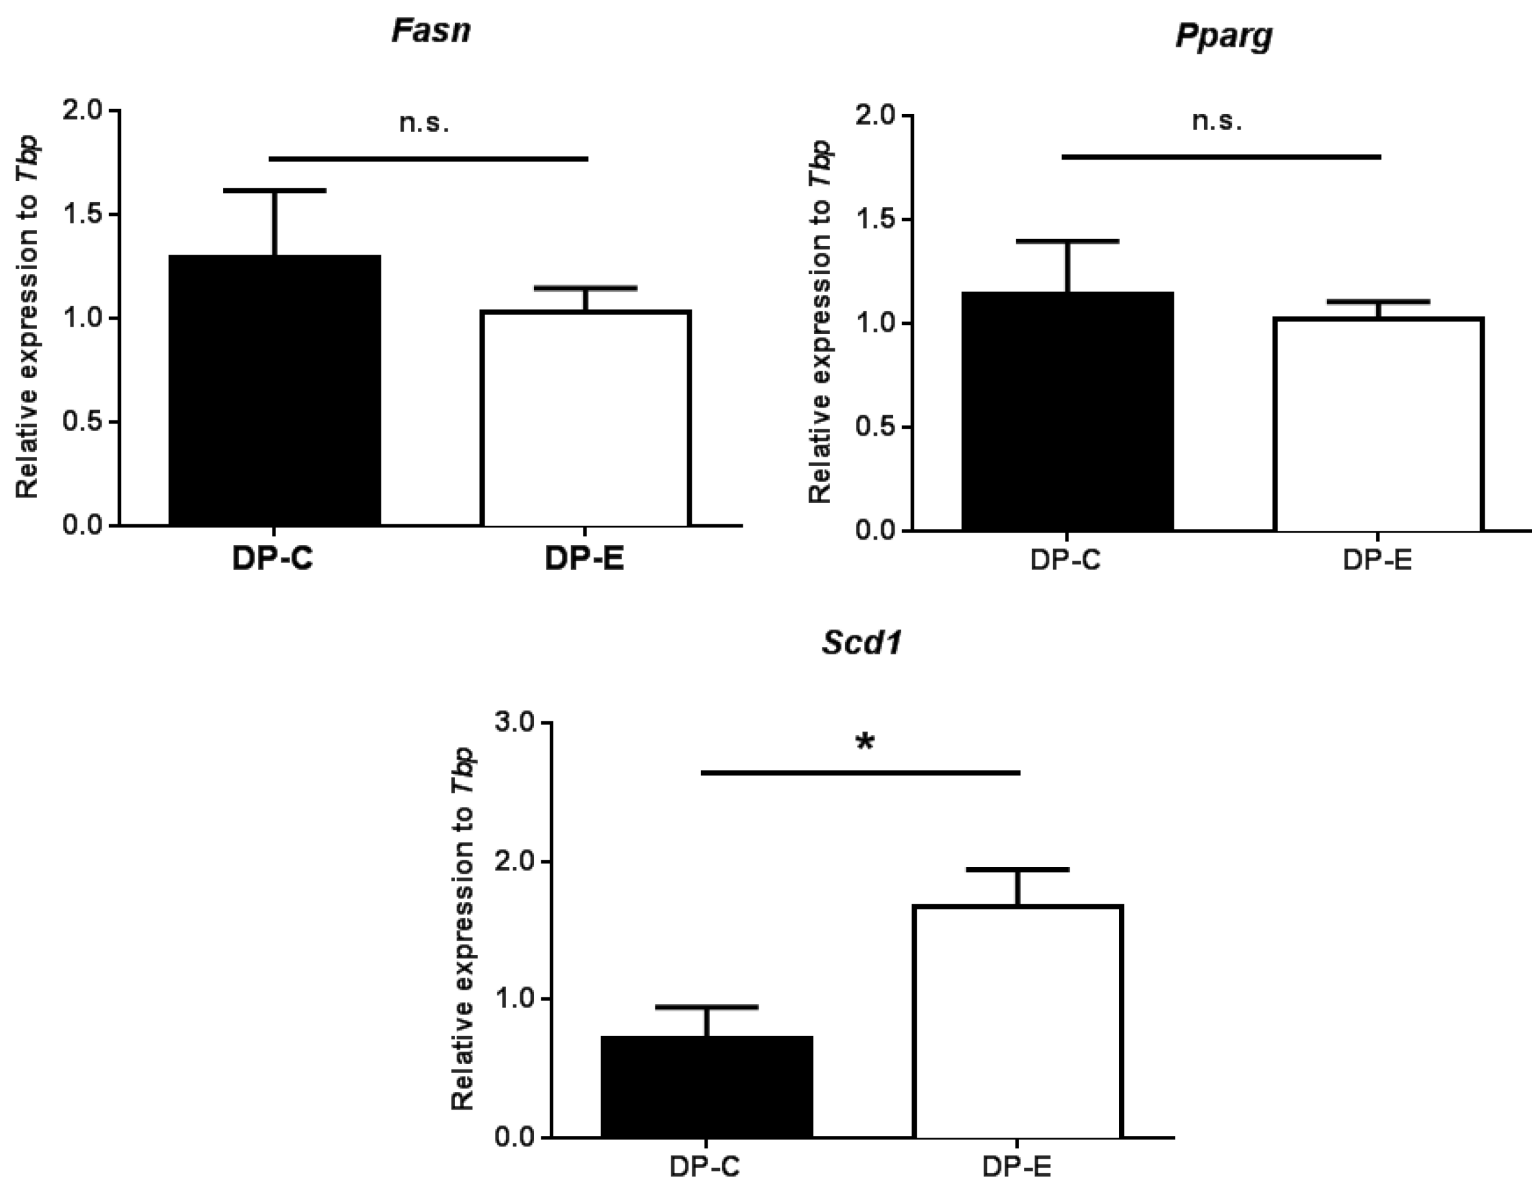 Fasn
Relative expression to Tbp
2.0
1.5
1.0
0.5
0.0
n.s.
DP-C
DP-E
Pparg
Relative expression to Tbp
2.0
1.5
1.0
0.5
0.0
n.s.
DP-C
DP-E
Scd1
Relative expression to Tbp
3.0
2.0
1.0
0.0
*
DP-C
DP-E